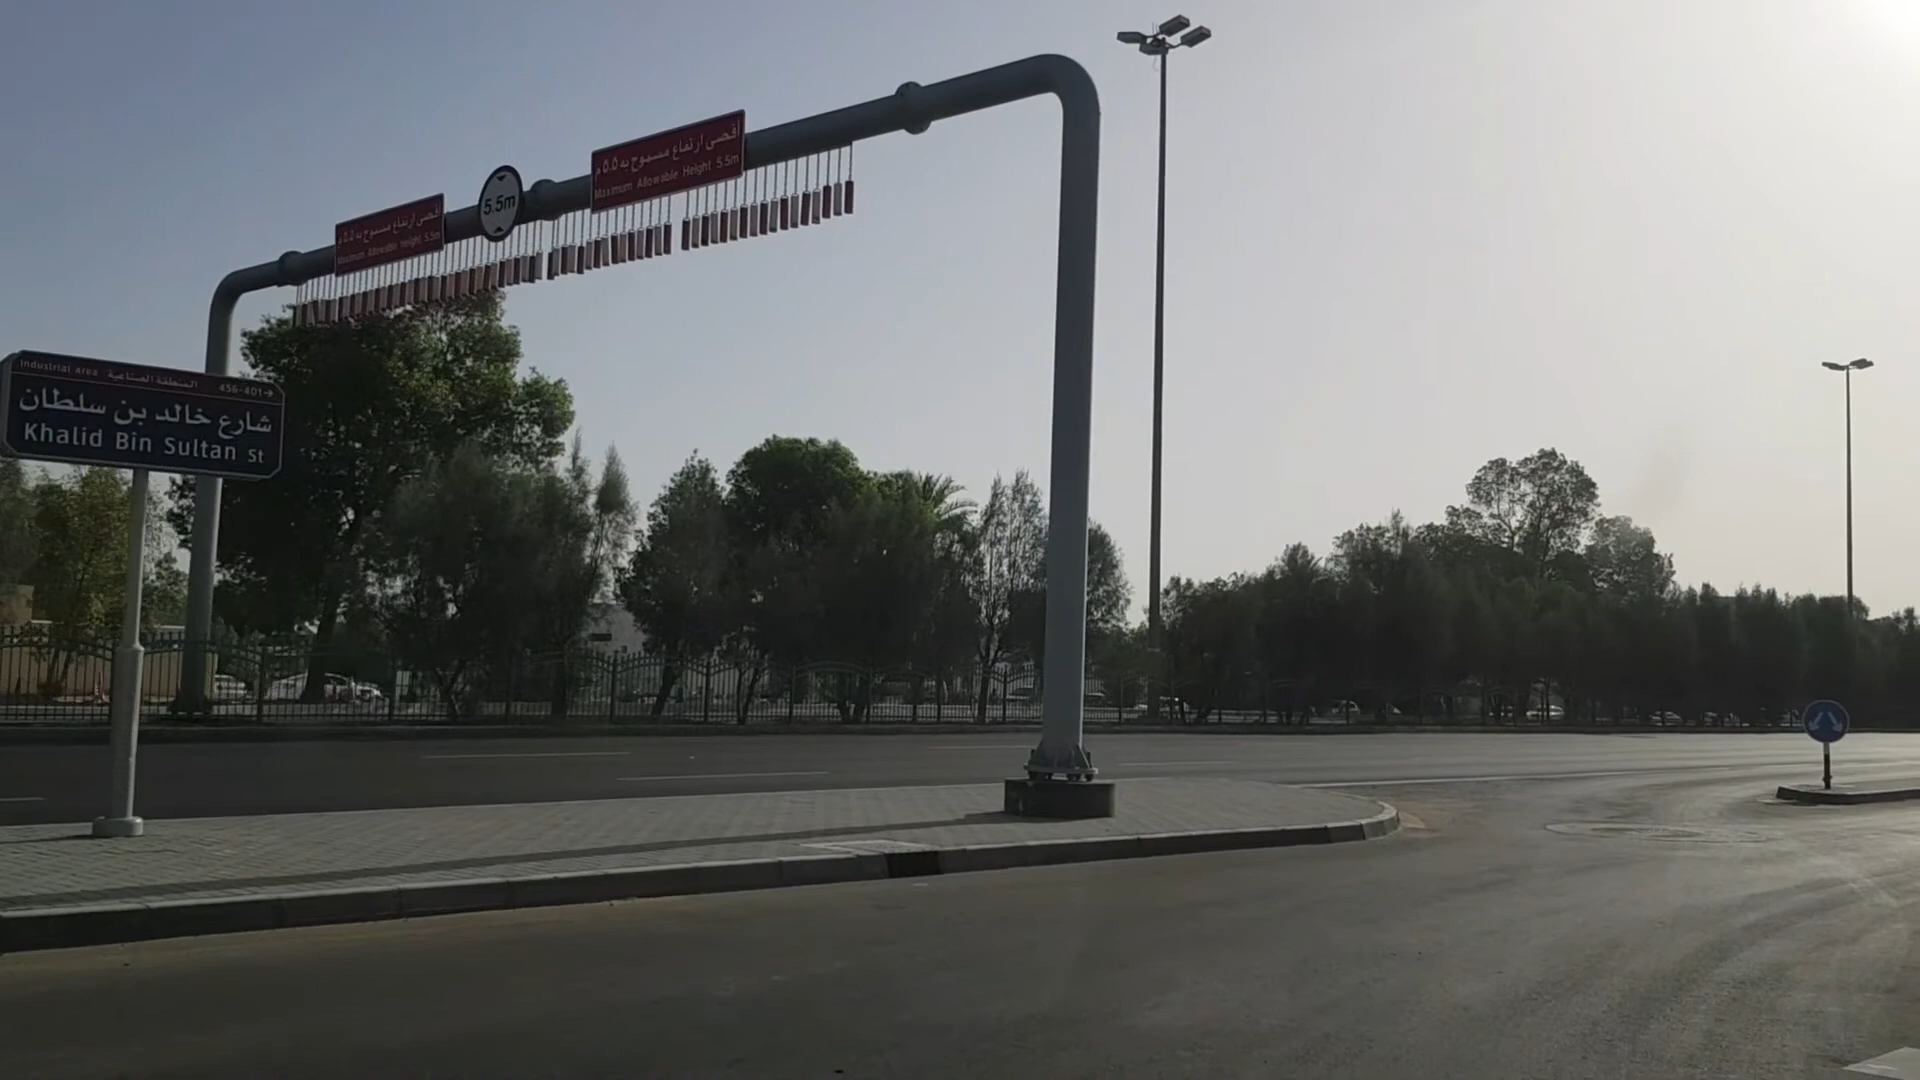 Industrial area المنطقة الصناعية 456-401→
شارع خالد بن سلطان
Khalid Bin Sultan St
أقصى ارتفاع مسموح به ٥.٥ م
Maximum Allowable Height 5.5m
5.5m
أقصى ارتفاع مسموح به ٥.٥ م
Maximum Allowable Height 5.5m